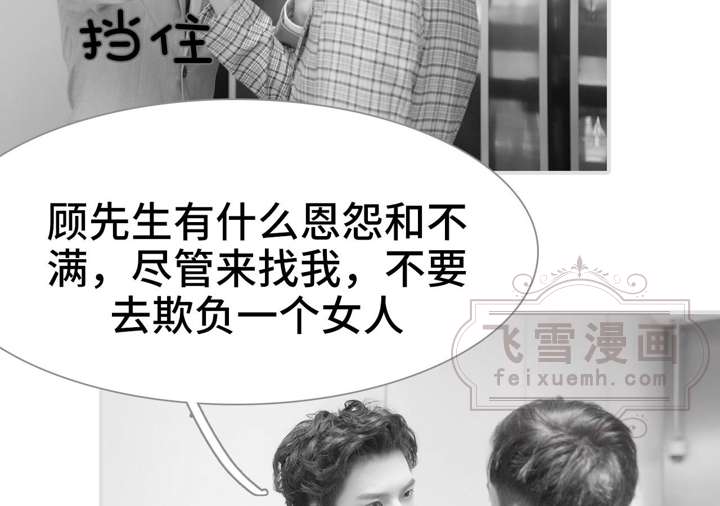 挡住
顾先生有什么恩怨和不
满，尽管来找我，不要
去欺负一个女人
飞雪漫画
feixuemh.com